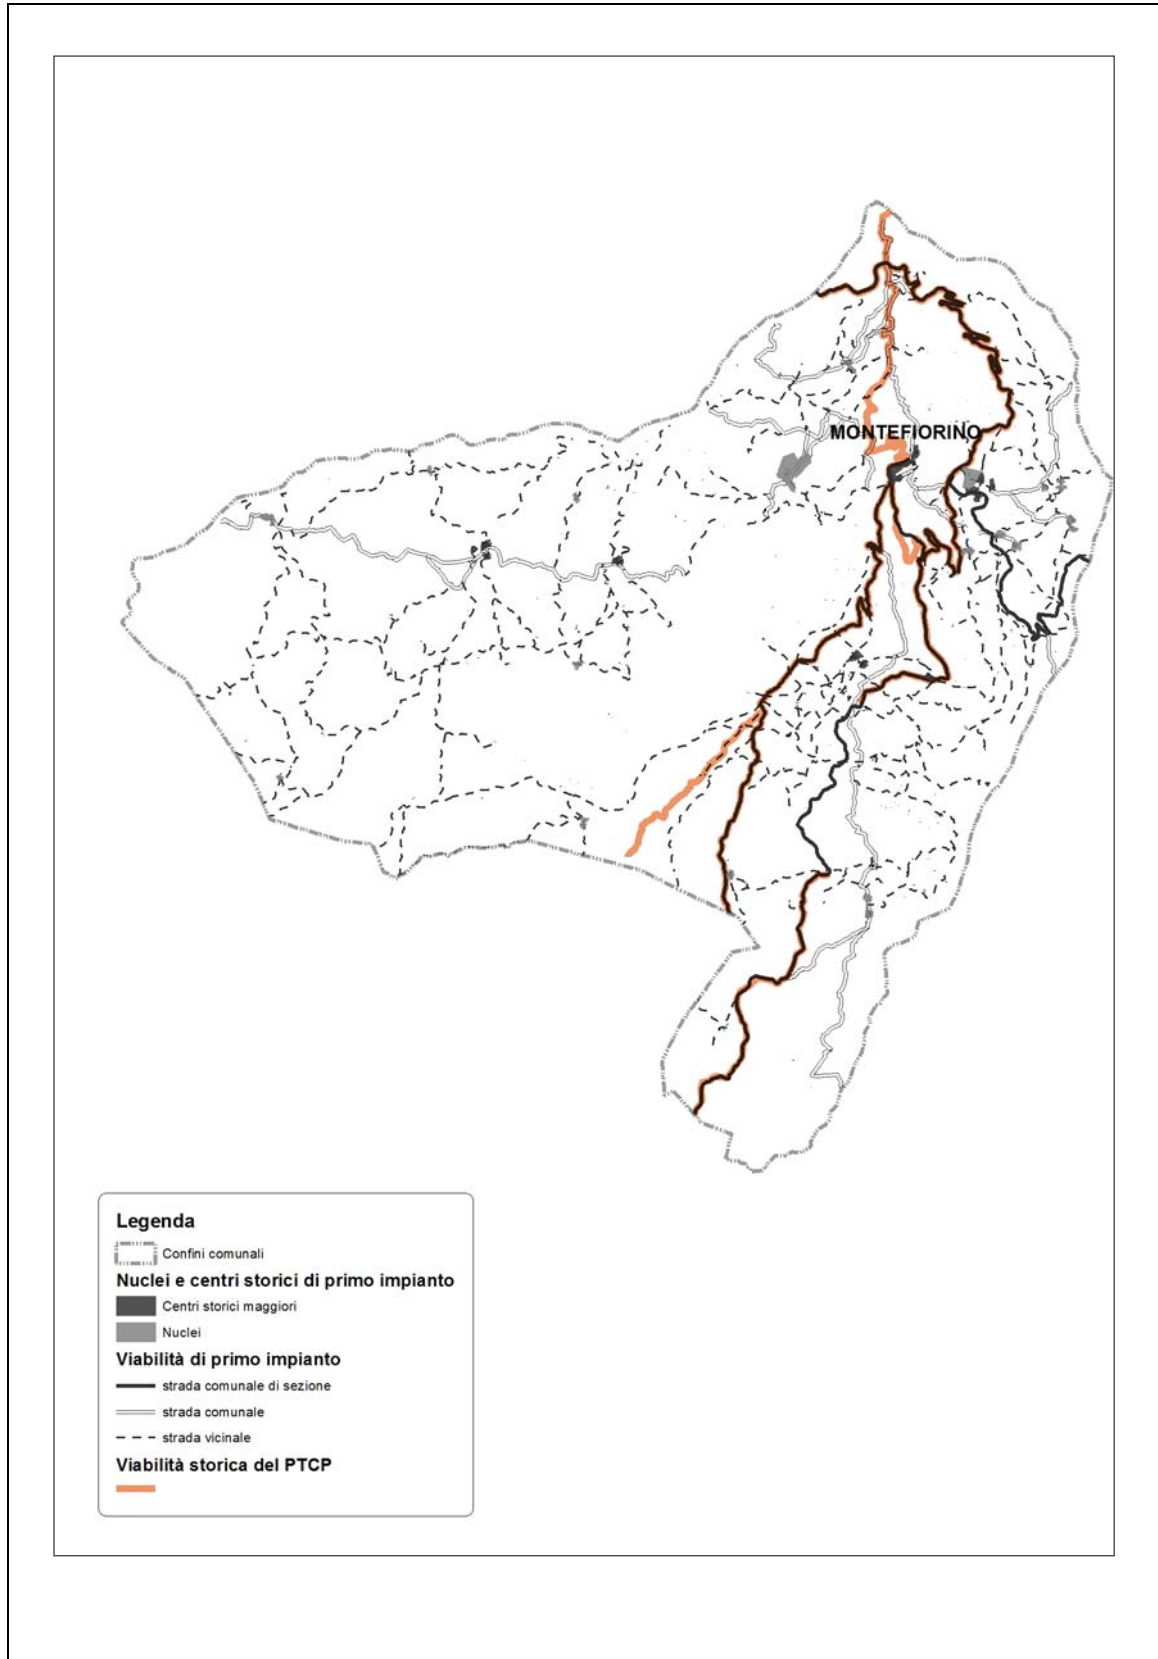 MONTEFIORINO
Legenda
Confini comunali
Nuclei e centri storici di primo impianto
Centri storici maggiori
Nuclei
Viabilità di primo impianto
strada comunale di sezione
strada comunale
strada vicinale
Viabilità storica del PTCP